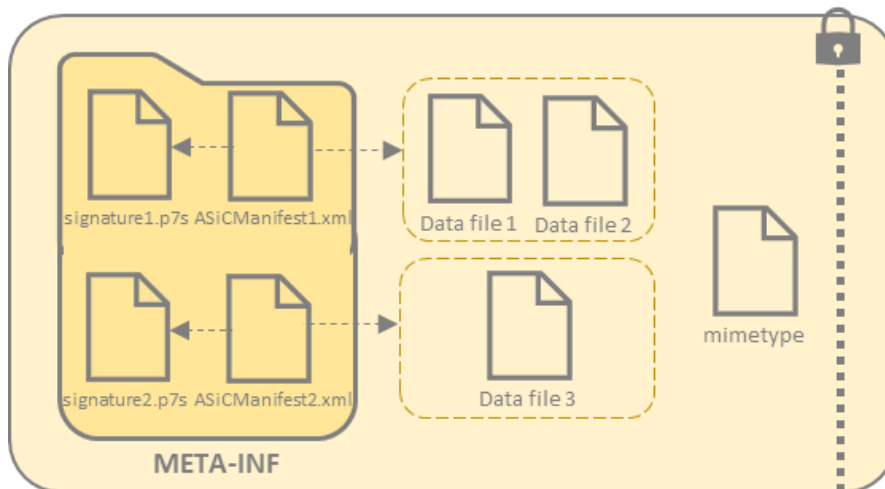 signature1.p7s ASiCManifest1.xml
Data file 1 Data file 2
mimetype
signature2.p7s ASiCManifest2.xml
Data file 3
META-INF